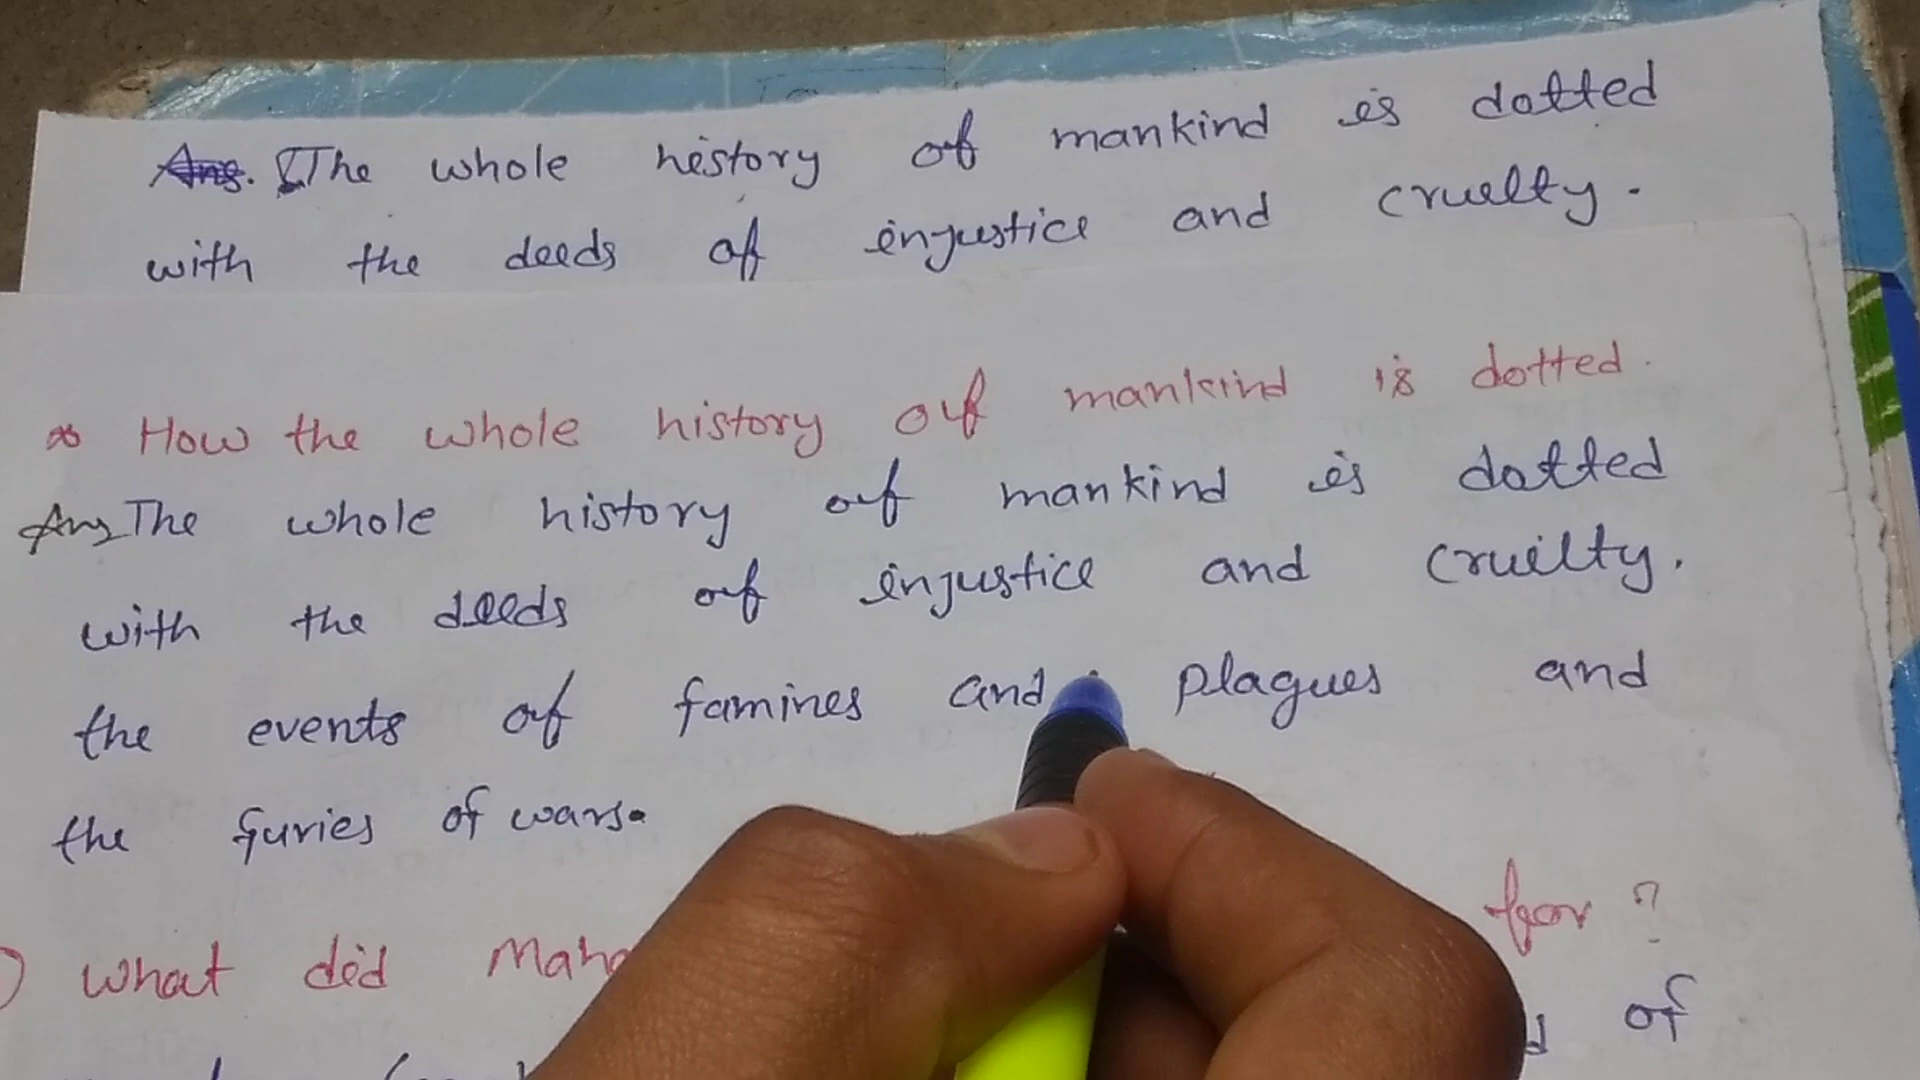 Ans. The whole history of mankind is dotted
with the deeds of injustice and cruelty.
How the whole history of mankind is dotted.
Ans The whole history of mankind is dotted
with the deeds of injustice and cruilty.
the events of famines and plagues and
the furies of wars.
What did for?
of